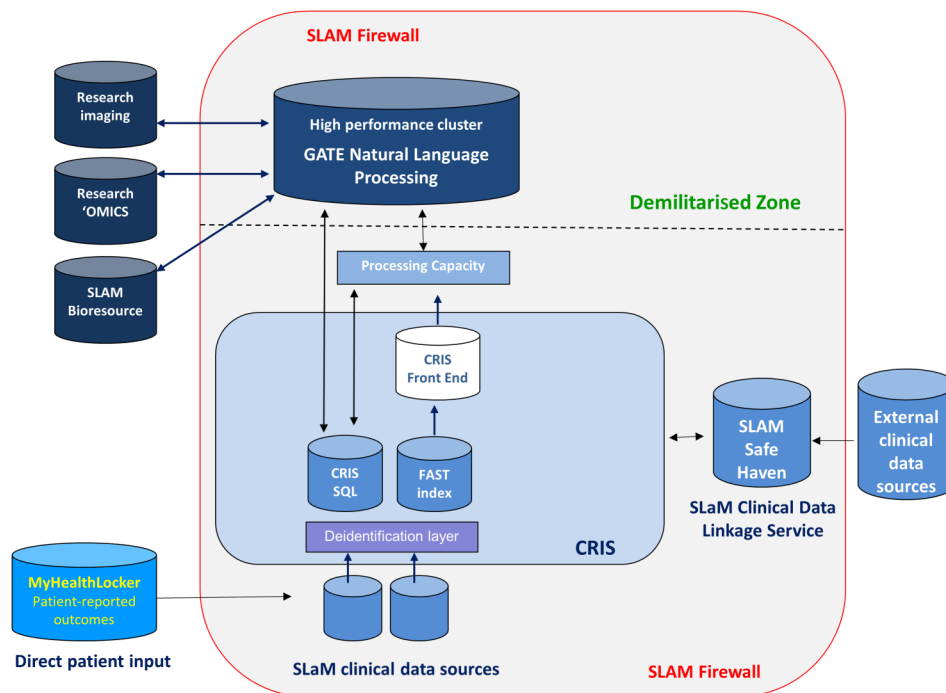 SLAM Firewall
Research
imaging
High performance cluster
GATE Natural Language
Processing
Research
‘OMICS
Demilitarised Zone
SLAM
Bioresource
Processing Capacity
CRIS
Front End
SLAM
Safe
Haven
External
clinical
data
sources
CRIS
SQL
FAST
index
SLaM Clinical Data
Linkage Service
Deidentification layer
CRIS
MyHealthLocker
Patient-reported
outcomes
Direct patient input
SLaM clinical data sources
SLAM Firewall